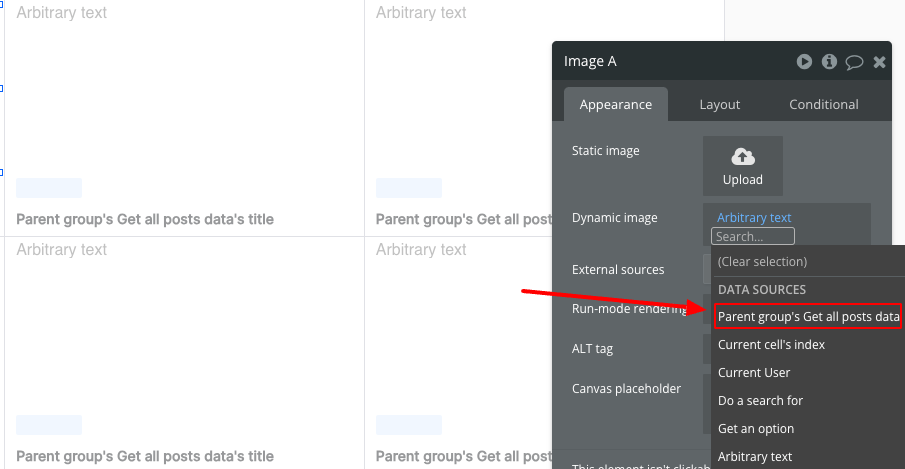 Arbitrary text
Parent group's Get all posts data's title
Parent group's Get all post
Arbitrary text
Arbitrary text
Parent group's Get all posts data's title
Parent group's Get all post
Image A
Appearance
Layout
Conditional
Static image
Upload
Dynamic image
Arbitrary text
Search...
(Clear selection)
External sources
DATA SOURCES
Run-mode rendering
Parent group's Get all posts data
ALT tag
Current cell's index
Current User
Canvas placeholder
Do a search for
Get an option
Arbitrary text
This element isn't clickab